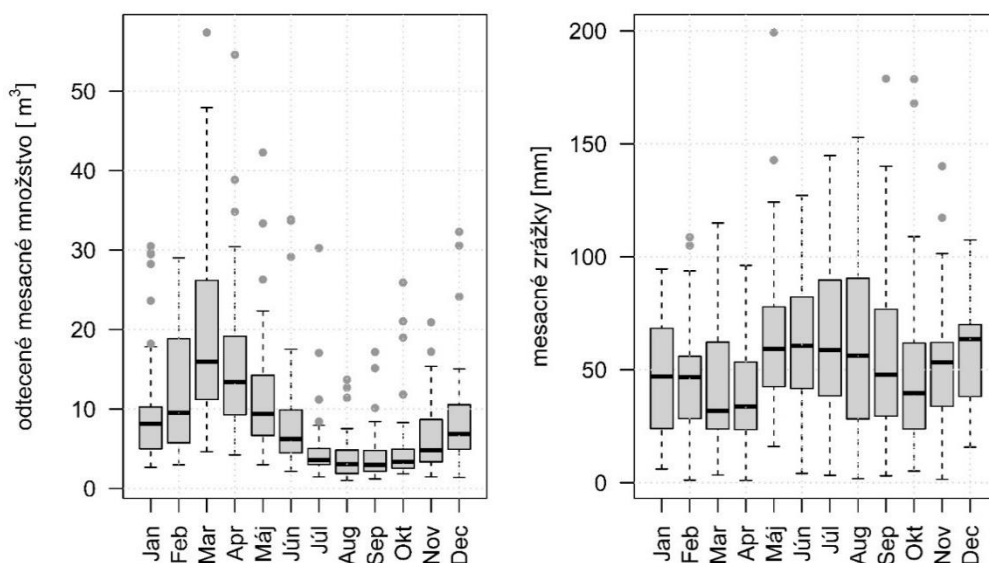 odtecené mesacné množstvo [ m³]
50
40
30
20
10
0
Jan
Feb
Mar
Apr
Máj
Jún
Júl
Aug
Sep
Okt
Nov
Dec
mesacné zrážky [mm]
200
150
100
50
0
Jan
Feb
Mar
Apr
Máj
Jún
Júl
Aug
Sep
Okt
Nov
Dec